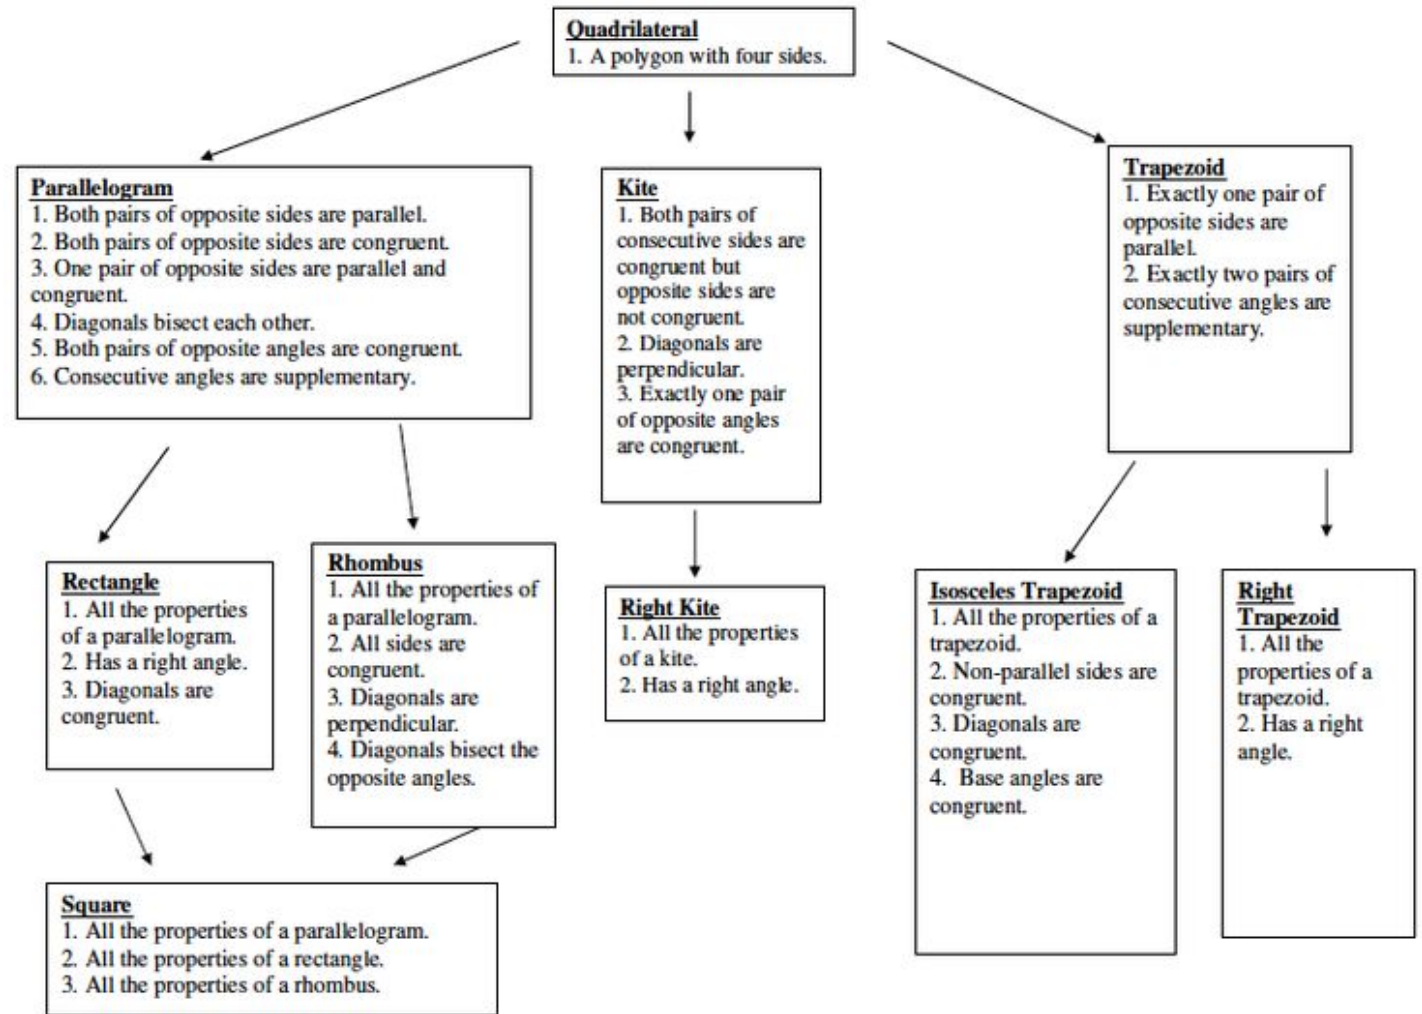 Quadrilateral
1. A polygon with four sides.
Parallelogram
1. Both pairs of opposite sides are parallel.
2. Both pairs of opposite sides are congruent.
3. One pair of opposite sides are parallel and
congruent.
4. Diagonals bisect each other.
5. Both pairs of opposite angles are congruent.
6. Consecutive angles are supplementary.
Kite
1. Both pairs of
consecutive sides are
congruent but
opposite sides are
not congruent.
2. Diagonals are
perpendicular.
3. Exactly one pair
of opposite angles
are congruent.
Trapezoid
1. Exactly one pair of
opposite sides are
parallel.
2. Exactly two pairs of
consecutive angles are
supplementary.
Rectangle
1. All the properties
of a parallelogram.
2. Has a right angle.
3. Diagonals are
congruent.
Rhombus
1. All the properties of
a parallelogram.
2. All sides are
congruent.
3. Diagonals are
perpendicular.
4. Diagonals bisect the
opposite angles.
Right Kite
1. All the properties
of a kite.
2. Has a right angle.
Isosceles Trapezoid
1. All the properties of a
trapezoid.
2. Non-parallel sides are
congruent.
3. Diagonals are
congruent.
4. Base angles are
congruent.
Right
Trapezoid
1. All the
properties of a
trapezoid.
2. Has a right
angle.
Square
1. All the properties of a parallelogram.
2. All the properties of a rectangle.
3. All the properties of a rhombus.